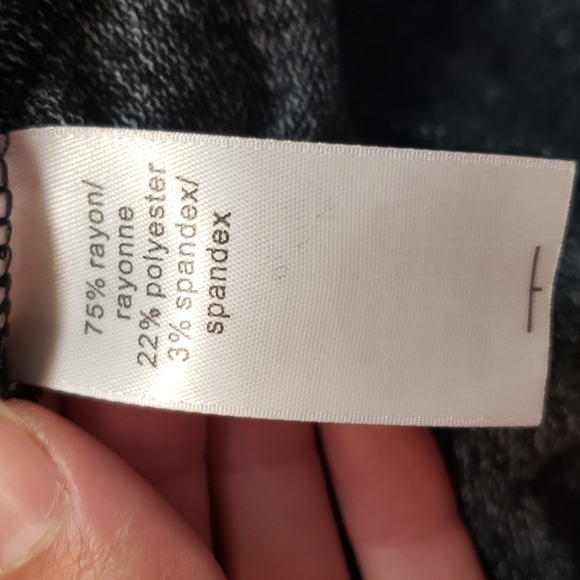 75% rayon/
rayonne
22% polyester
3% spandex/
spandex